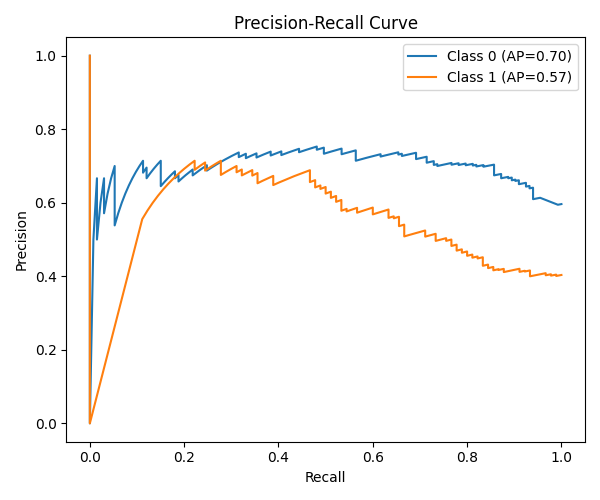 Precision-Recall Curve
Class 0 (AP=0.70)
Class 1 (AP=0.57)
Precision
1.0
0.8
0.6
0.4
0.2
0.0
0.0 0.2 0.4 0.6 0.8 1.0
Recall